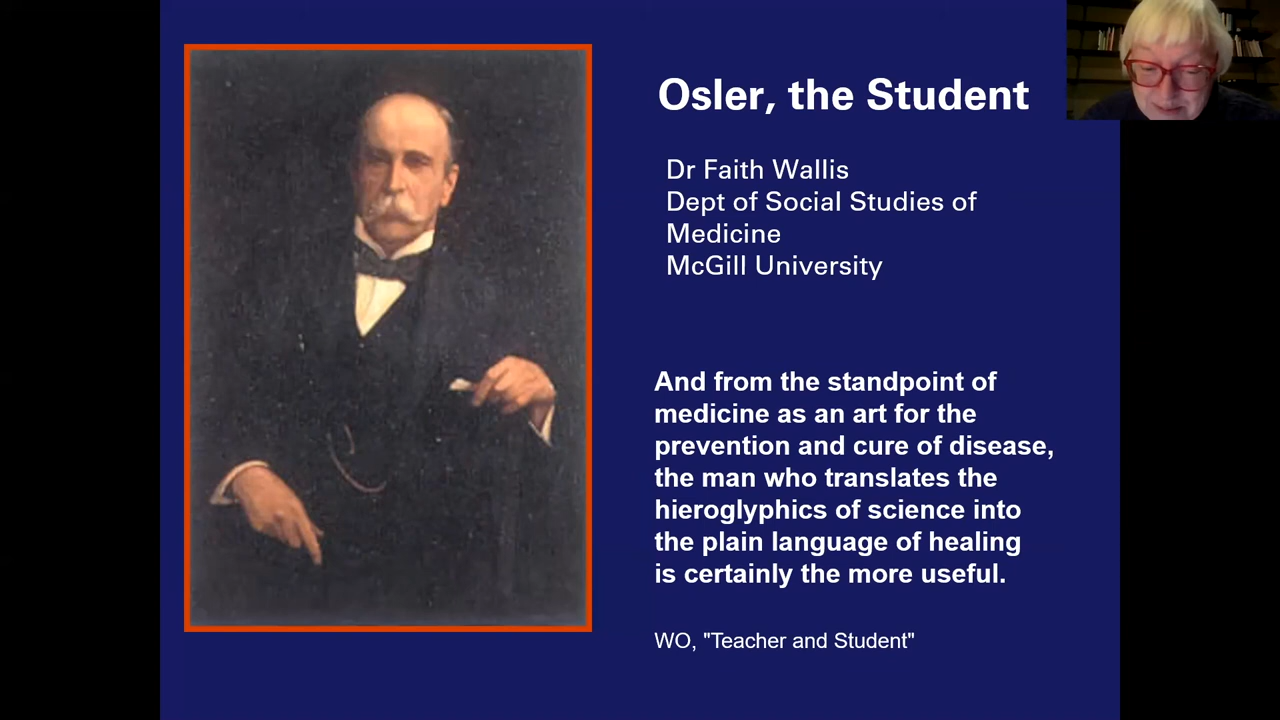 Osler, the Student
Dr Faith Wallis
Dept of Social Studies of
Medicine
McGill University
And from the standpoint of
medicine as an art for the
prevention and cure of disease,
the man who translates the
hieroglyphics of science into
the plain language of healing
is certainly the more useful.
WO, "Teacher and Student"